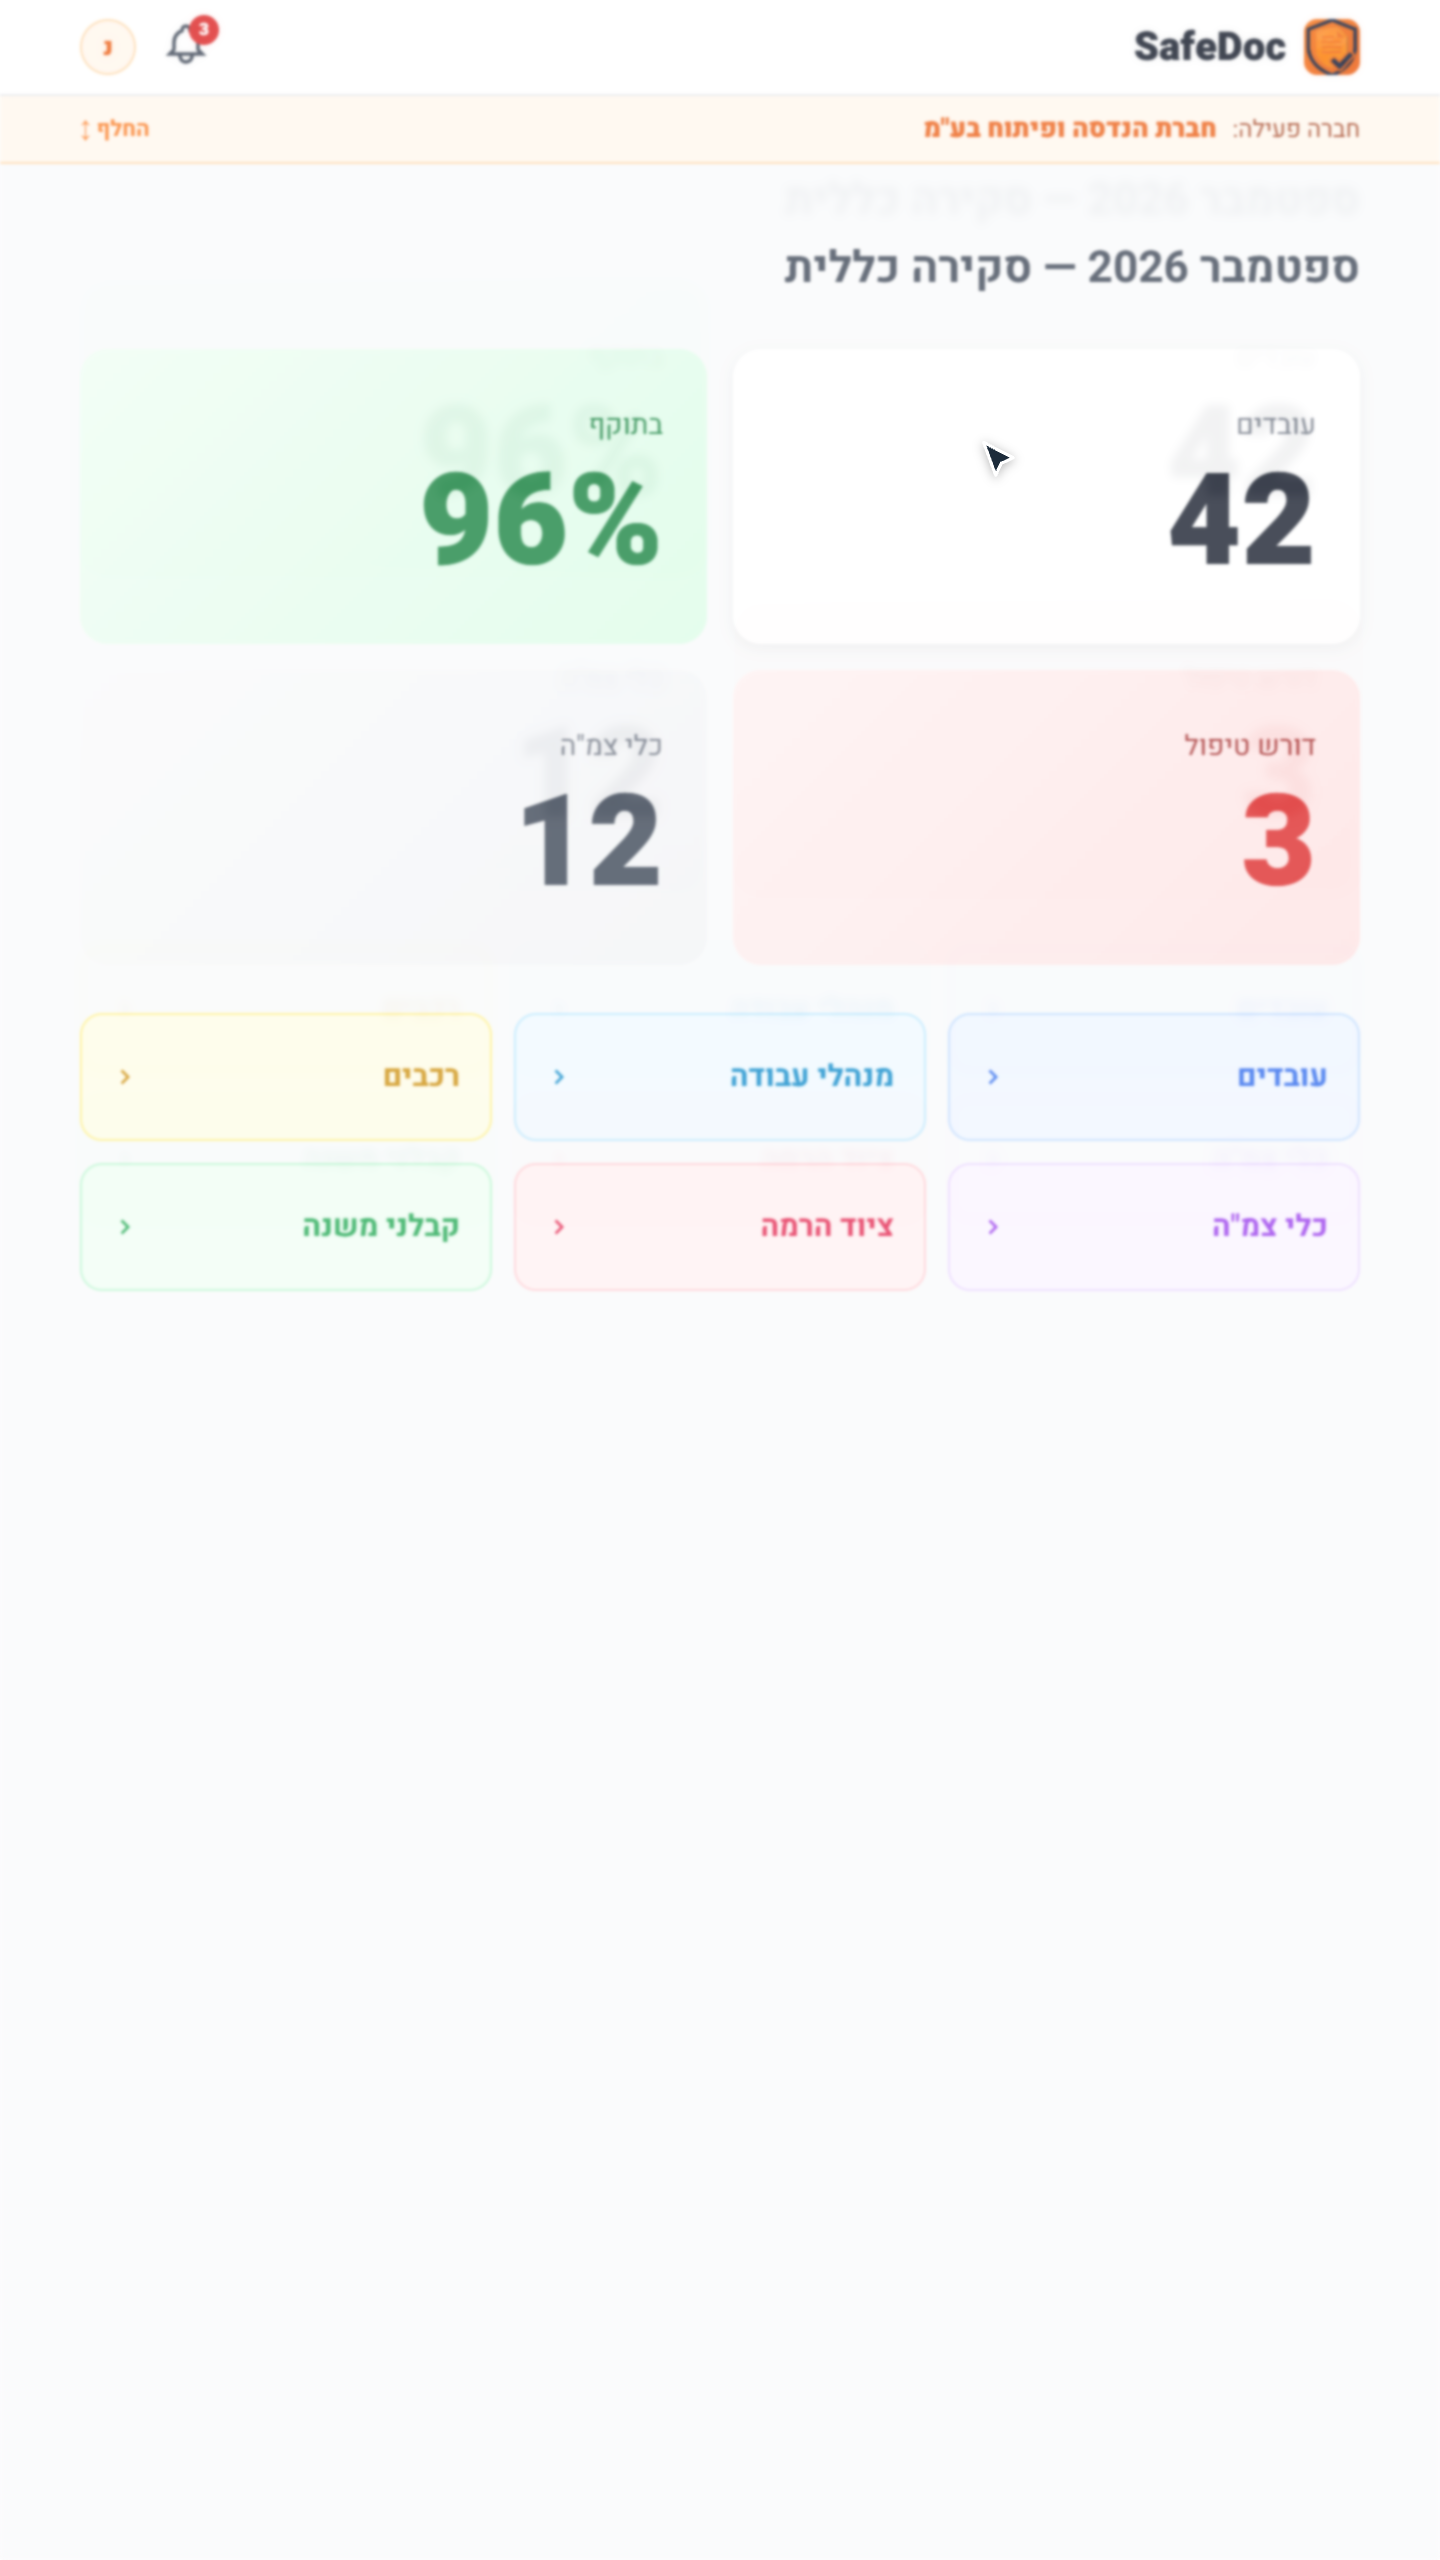 SafeDoc
3
נ
חברה פעילה: חברת הנדסה ופיתוח בע"מ
החלף ↕
ספטמבר 2026 — סקירה כללית
עובדים
42
בתוקף
96%
דורש טיפול
3
כלי צמ"ה
12
עובדים
מנהלי עבודה
רכבים
כלי צמ"ה
ציוד הרמה
קבלני משנה